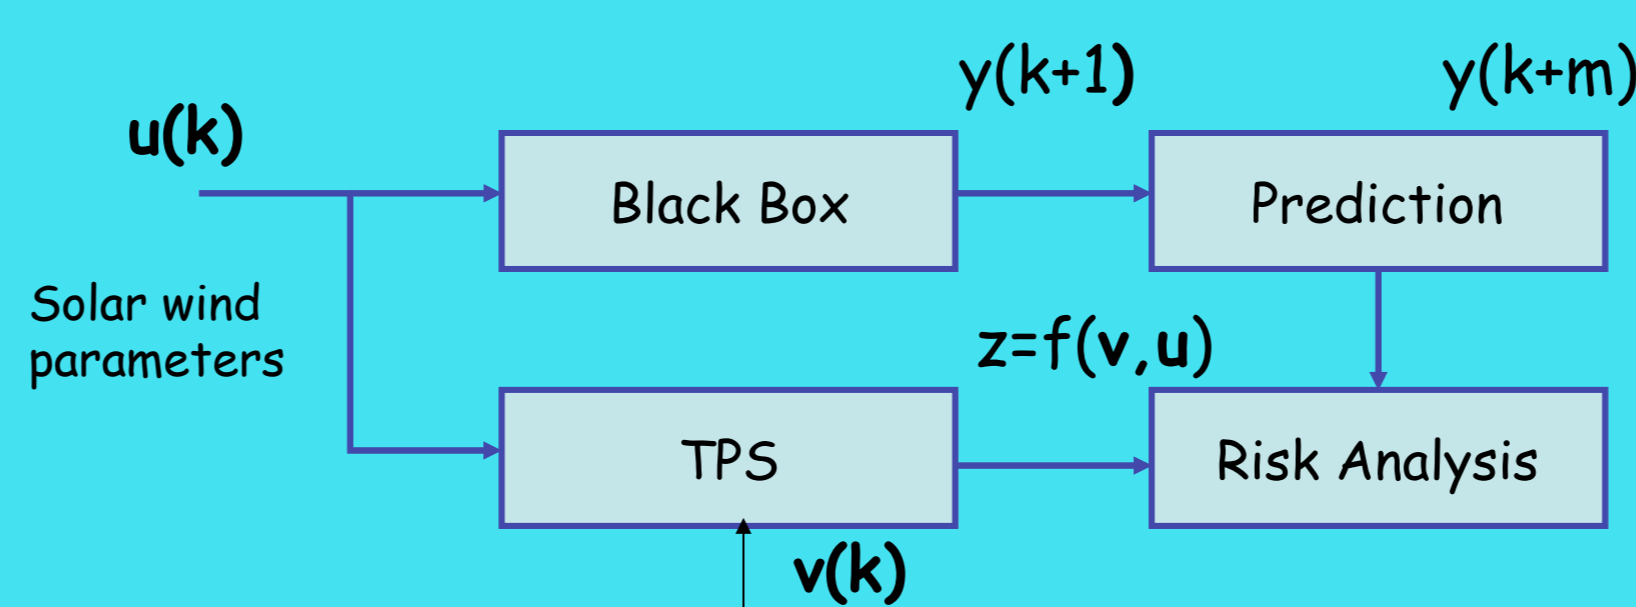 y(k+1)
y(k+m)
u(k)
Black Box
Prediction
Solar wind
parameters
z=f(v,u)
TPS
Risk Analysis
v(k)